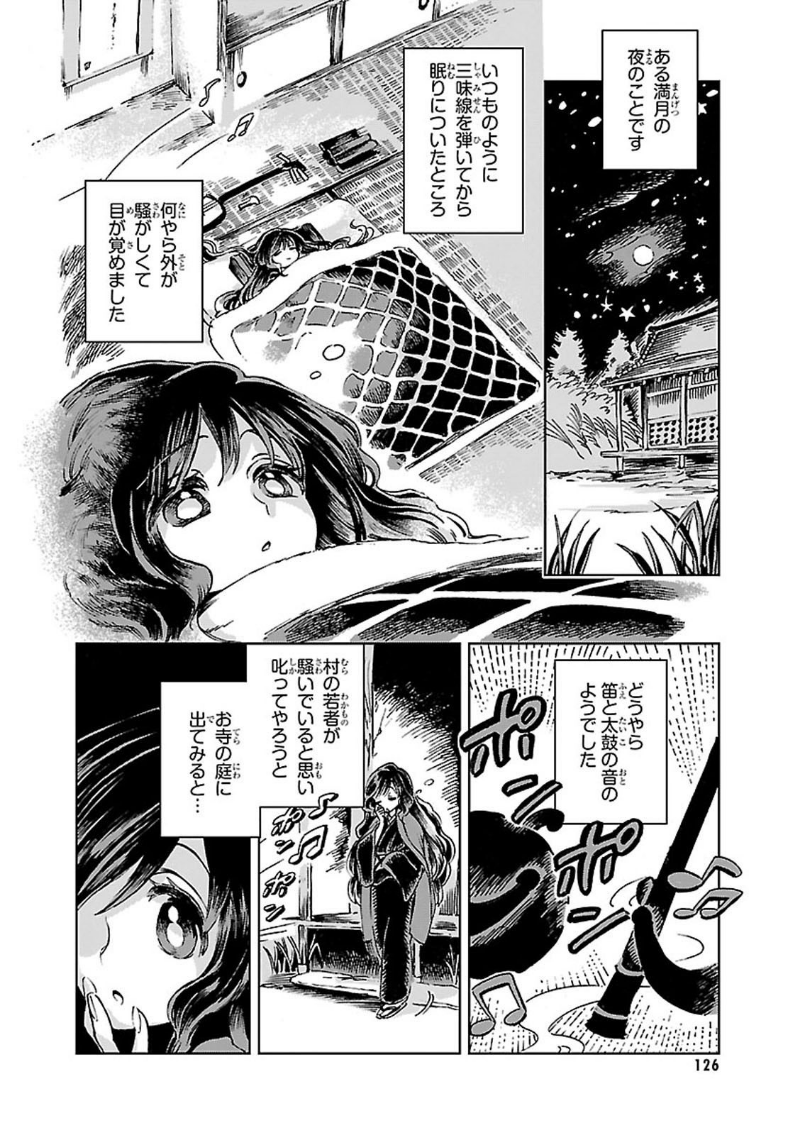 ある満月の
夜のことです
いつものように
三味線を弾いてから
眠りについたところ
何やら外が
騒がしくて
目が覚めました
どうやら
笛と太鼓の音の
ようでした
ポンポン
村の若者が
騒いでいると思い
叱ってやろうと
ポン
ポン
お寺の庭に
出てみると…
126